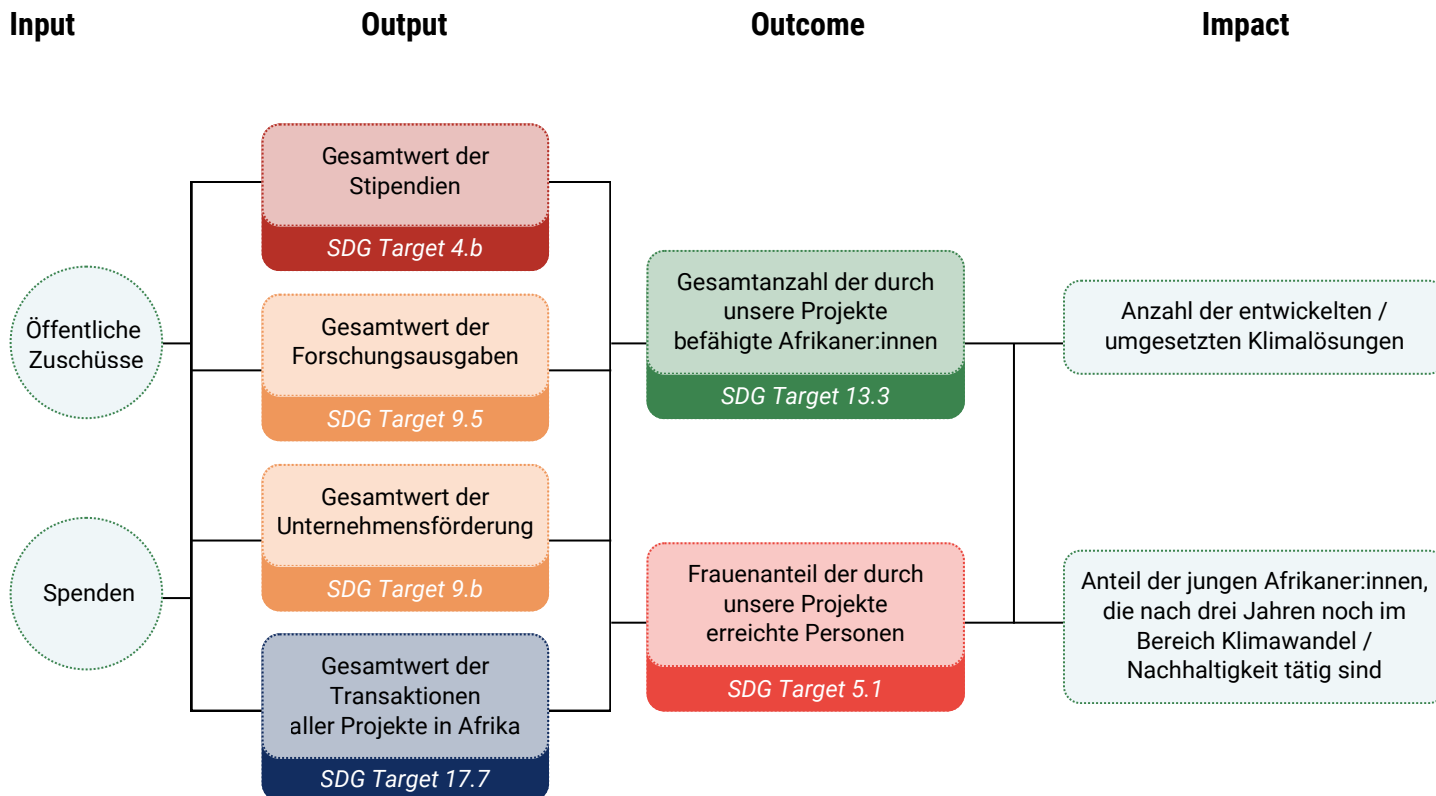 Input
Output
Outcome
Impact
Öffentliche
Zuschüsse
Spenden
Gesamtwert der
Stipendien
SDG Target 4.b
Gesamtwert der
Forschungsausgaben
SDG Target 9.5
Gesamtwert der
Unternehmensförderung
SDG Target 9.b
Gesamtwert der
Transaktionen
aller Projekte in Afrika
SDG Target 17.7
Gesamtanzahl der durch
unsere Projekte
befähigte Afrikaner:innen
SDG Target 13.3
Frauenanteil der durch
unsere Projekte
erreichte Personen
SDG Target 5.1
Anzahl der entwickelten /
umgesetzten Klimalösungen
Anteil der jungen Afrikaner:innen,
die nach drei Jahren noch im
Bereich Klimawandel /
Nachhaltigkeit tätig sind